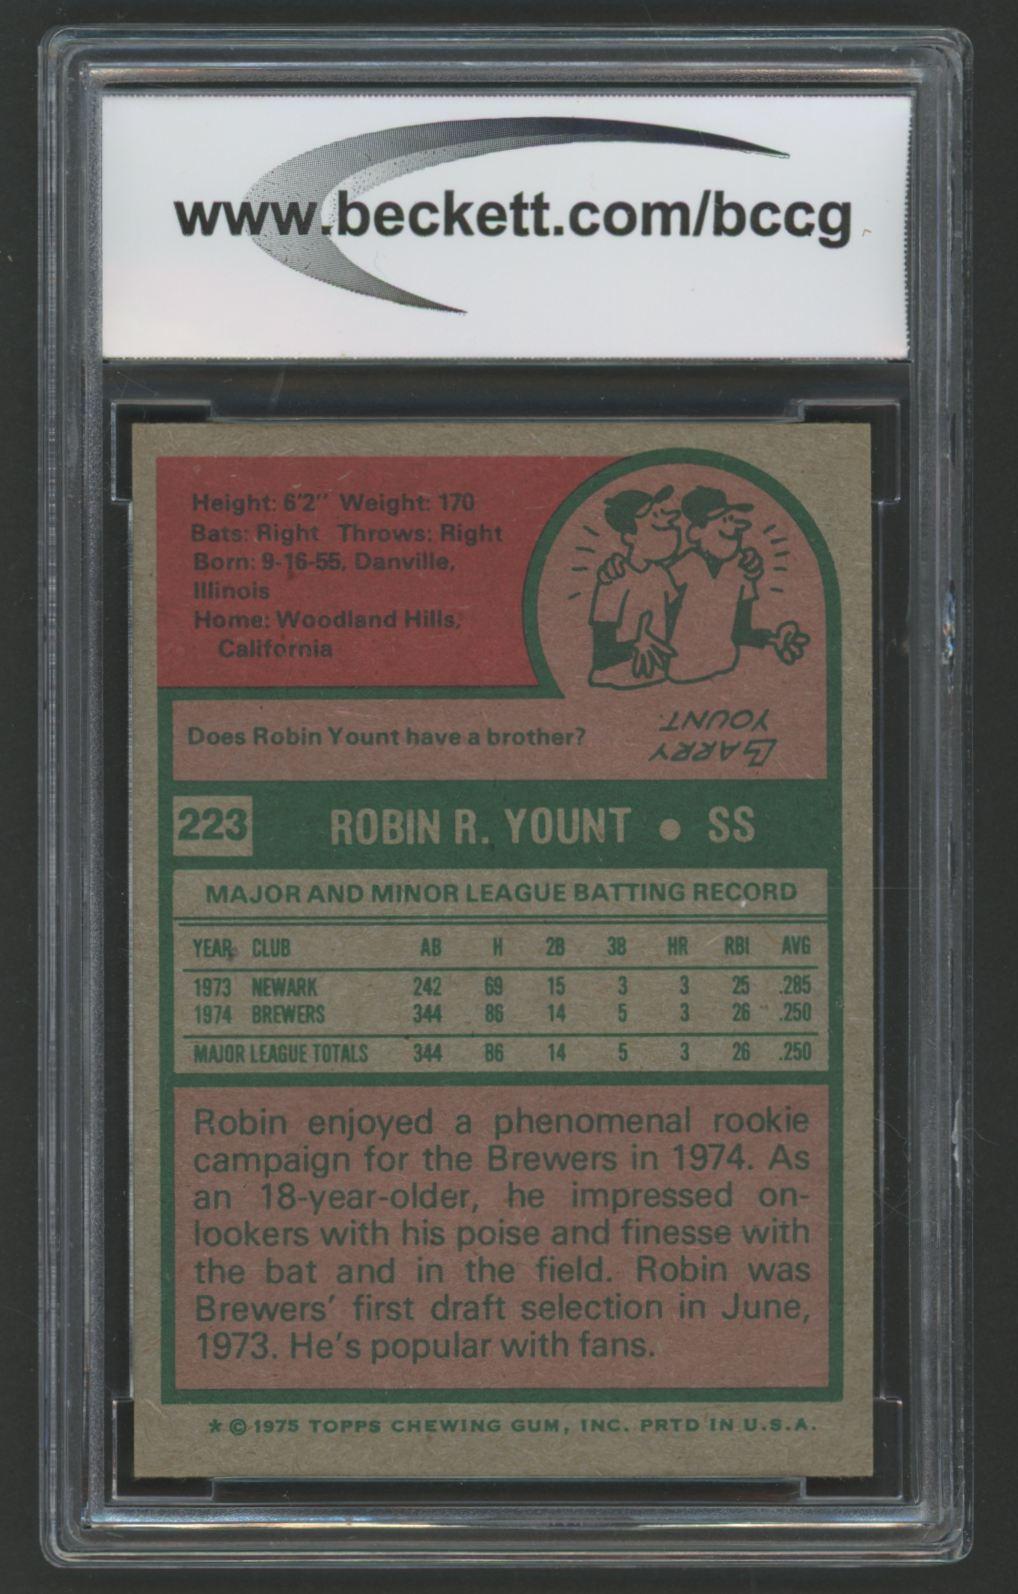 www.beckett.com/bccg
Height: 6'2" Weight: 170
Bats: Right Throws: Right
Born: 9-16-55, Danville,
Illinois
Home: Woodland Hills,
California
Does Robin Yount have a brother?
LARRY
YOUNT.
223 ROBIN R. YOUNT • SS
MAJOR AND MINOR LEAGUE BATTING RECORD
YEAR CLUB AB H 2B 3B HR RBI AVG
1973 NEWARK 242 69 15 3 3 25 .285
1974 BREWERS 344 86 14 5 3 26 .250
MAJOR LEAGUE TOTALS 344 86 14 5 3 26 .250
Robin enjoyed a phenomenal rookie
campaign for the Brewers in 1974. As
an 18-year-older, he impressed on-
lookers with his poise and finesse with
the bat and in the field. Robin was
Brewers' first draft selection in June,
1973. He's popular with fans.
* © 1975 TOPPS CHEWING GUM, INC. PRTD IN U.S.A.